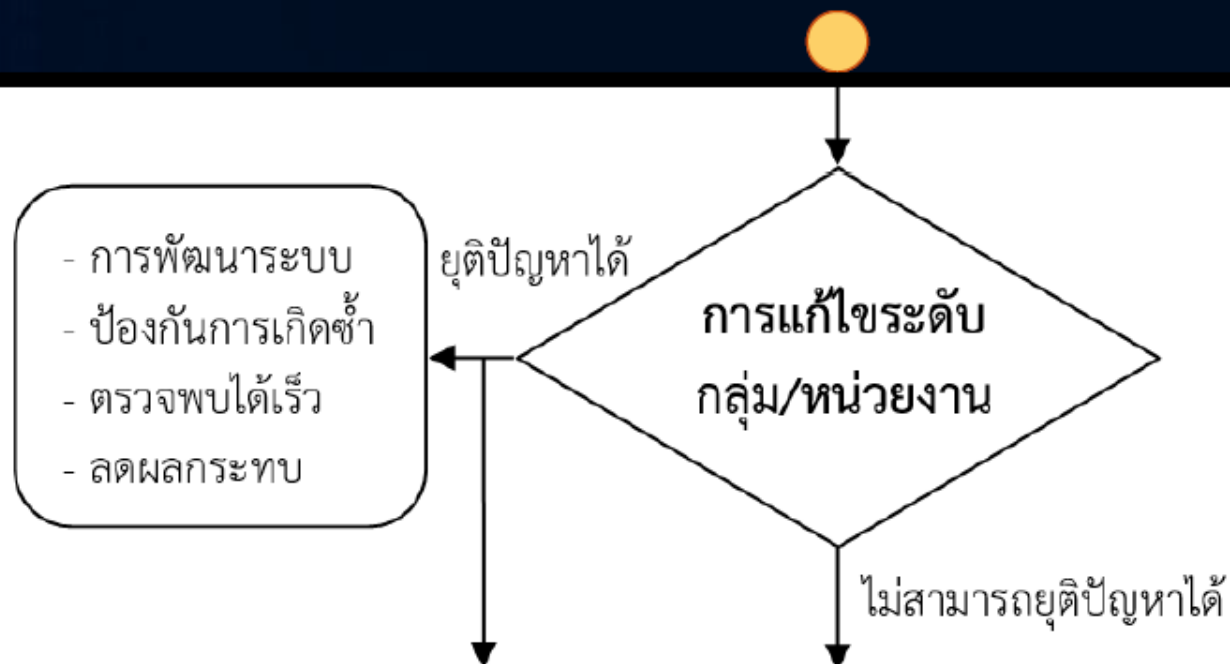 - การพัฒนาระบบ
- ป้องกันการเกิดซ้ำ
- ตรวจพบได้เร็ว
- ลดผลกระทบ
ยุติปัญหาได้
การแก้ไขระดับ
กลุ่ม/หน่วยงาน
ไม่สามารถยุติปัญหาได้